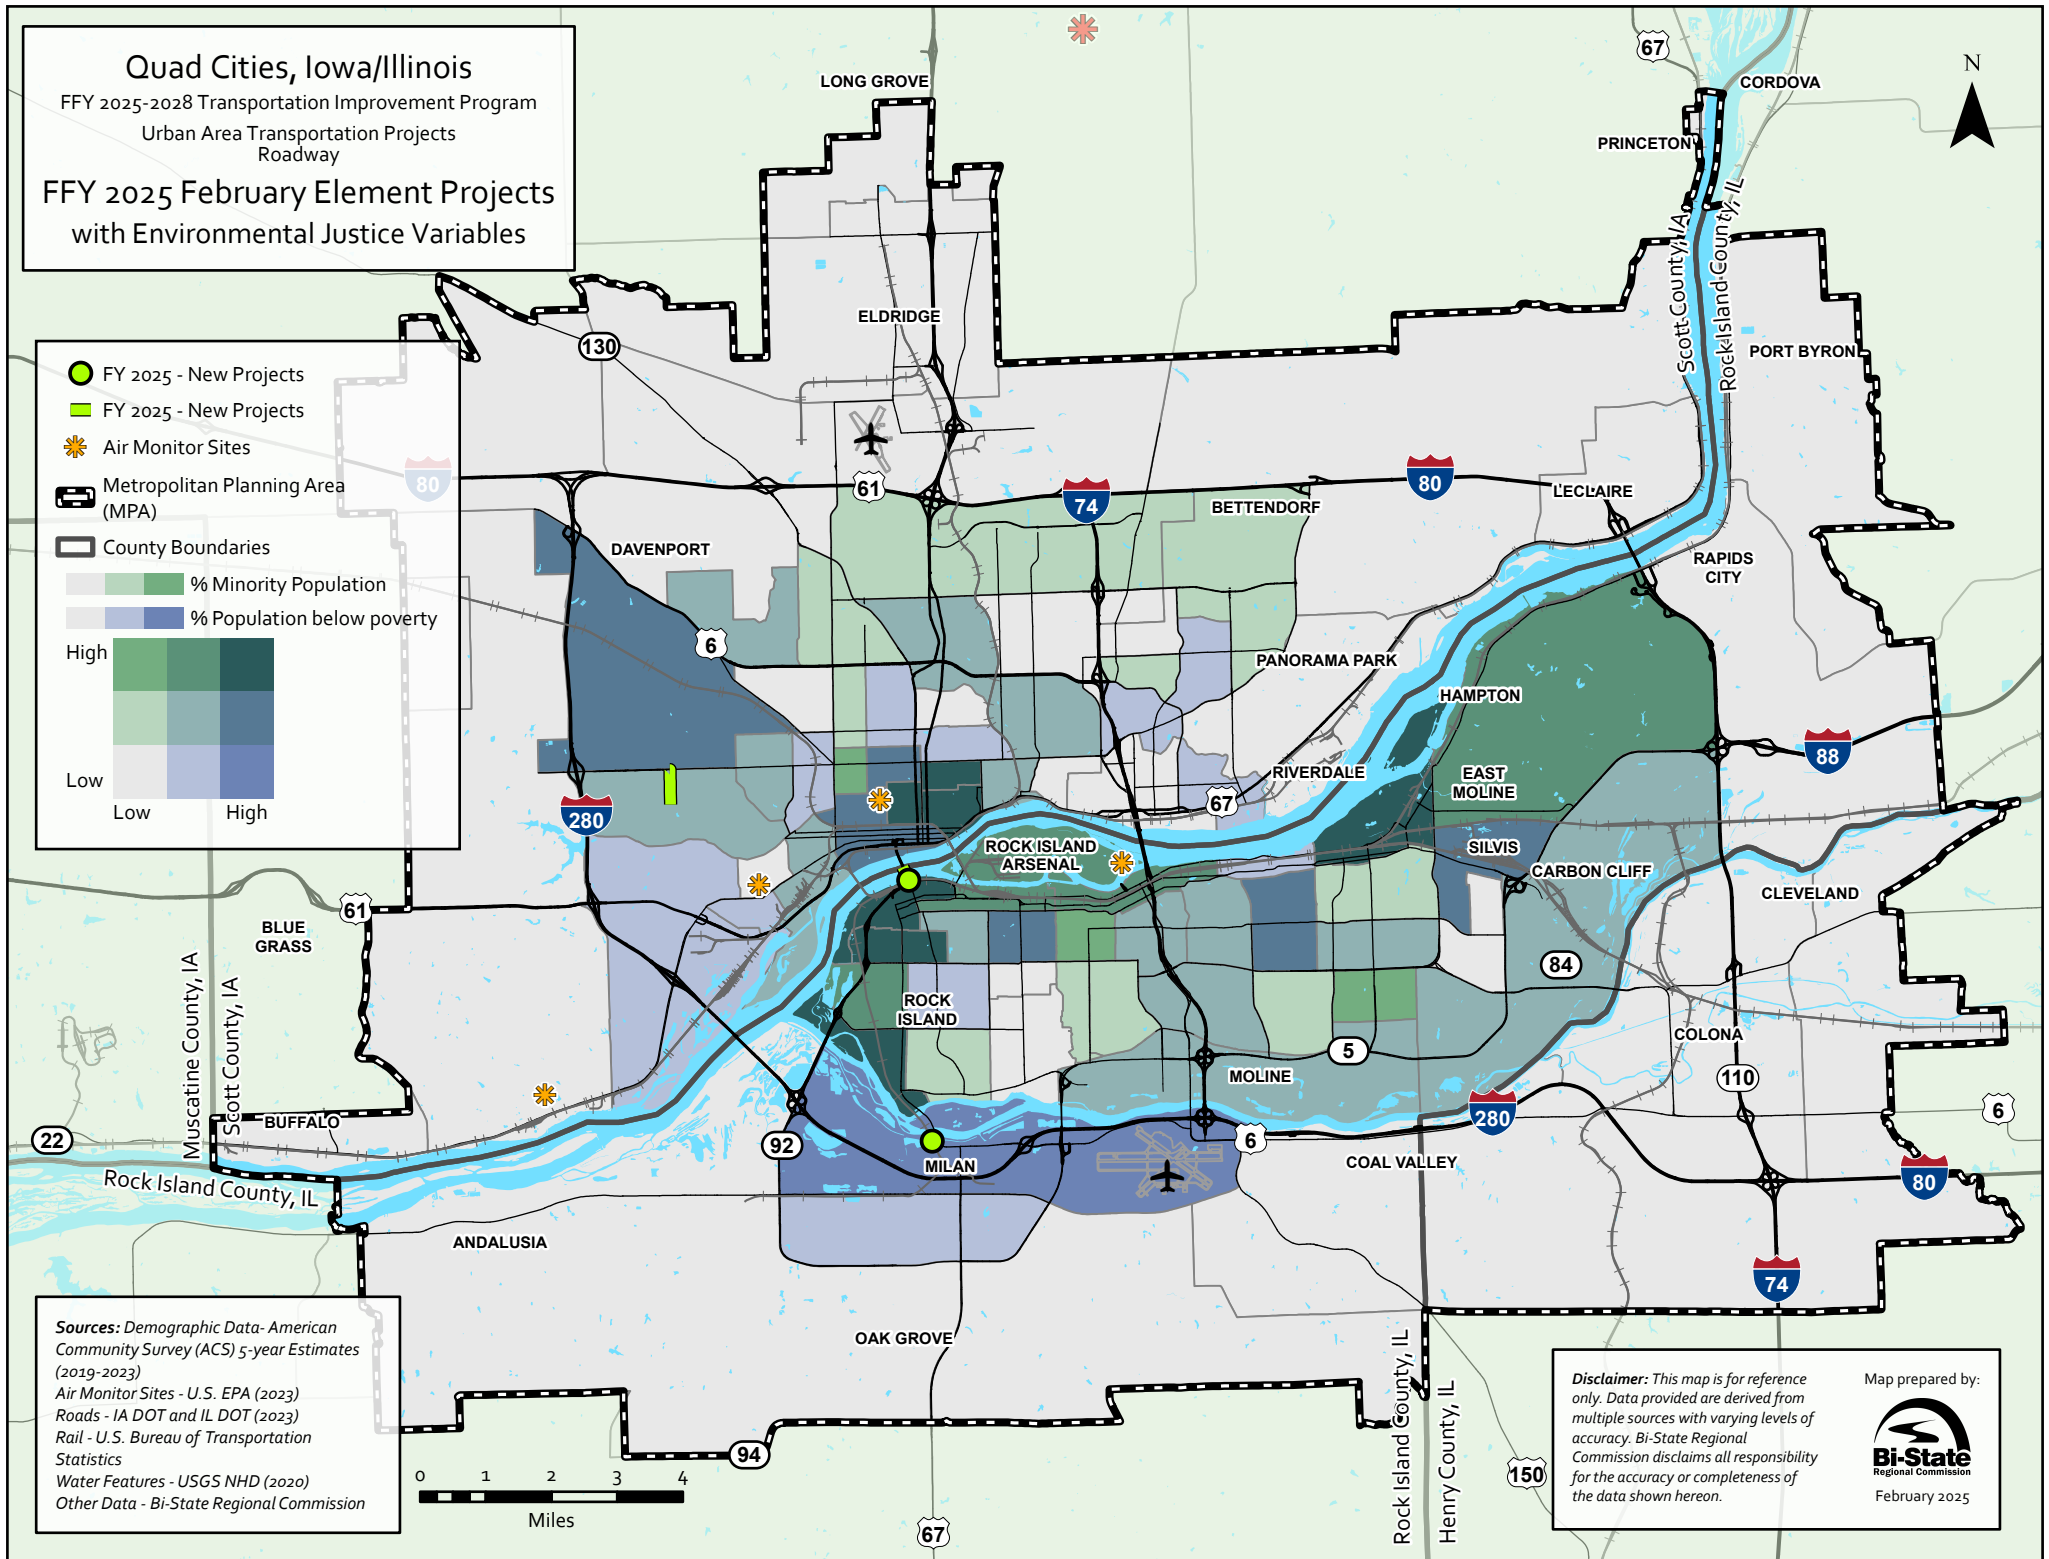 Quad Cities, Iowa/Illinois
FFY 2025-2028 Transportation Improvement Program
Urban Area Transportation Projects
Roadway
FFY 2025 February Element Projects
with Environmental Justice Variables
LONG GROVE
67
CORDOVA
N
PRINCETON
Scott County, IA
Rock Island County, IL
ELDRIDGE
130
PORT BYRON
FY 2025 - New Projects
FY 2025 - New Projects
Air Monitor Sites
Metropolitan Planning Area
(MPA)
County Boundaries
% Minority Population
% Population below poverty
High
Low
Low
High
80
61
74
80
BETTENDORF
LECLAIRE
DAVENPORT
RAPIDS
CITY
6
PANORAMA PARK
HAMPTON
88
RIVERDALE
EAST
MOLINE
67
280
ROCK ISLAND
ARSENAL
SILVIS
CARBON CLIFF
CLEVELAND
61
BLUE
GRASS
84
Muscatine County, IA
Scott County, IA
ROCK
ISLAND
COLONA
5
MOLINE
110
280
6
BUFFALO
22
92
6
MILAN
COAL VALLEY
80
Rock Island County, IL
ANDALUSIA
74
OAK GROVE
Sources: Demographic Data- American
Community Survey (ACS) 5-year Estimates
(2019-2023)
Air Monitor Sites - U.S. EPA (2023)
Roads - IA DOT and IL DOT (2023)
Rail - U.S. Bureau of Transportation
Statistics
Water Features - USGS NHD (2020)
Other Data - Bi-State Regional Commission
94
0 1 2 3 4
Miles
67
Rock Island County, IL
Henry County, IL
150
Disclaimer: This map is for reference
only. Data provided are derived from
multiple sources with varying levels of
accuracy. Bi-State Regional
Commission disclaims all responsibility
for the accuracy or completeness of
the data shown hereon.
Map prepared by:
Bi-State
Regional Commission
February 2025